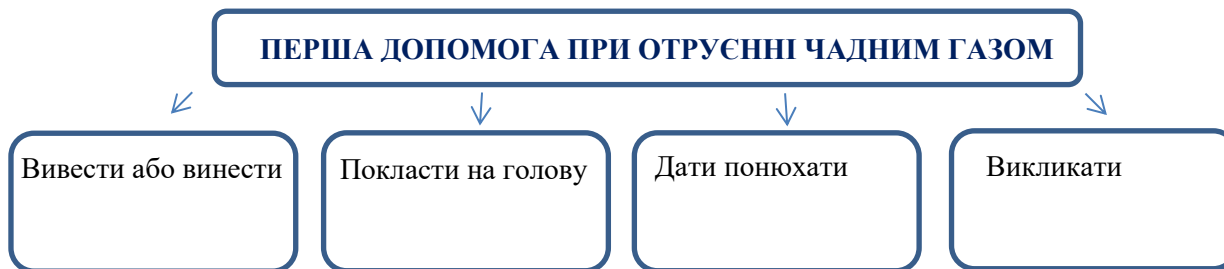 ПЕРША ДОПОМОГА ПРИ ОТРУЄННІ ЧАДНИМ ГАЗОМ
Вивести або винести
Покласти на голову
Дати понюхати
Викликати